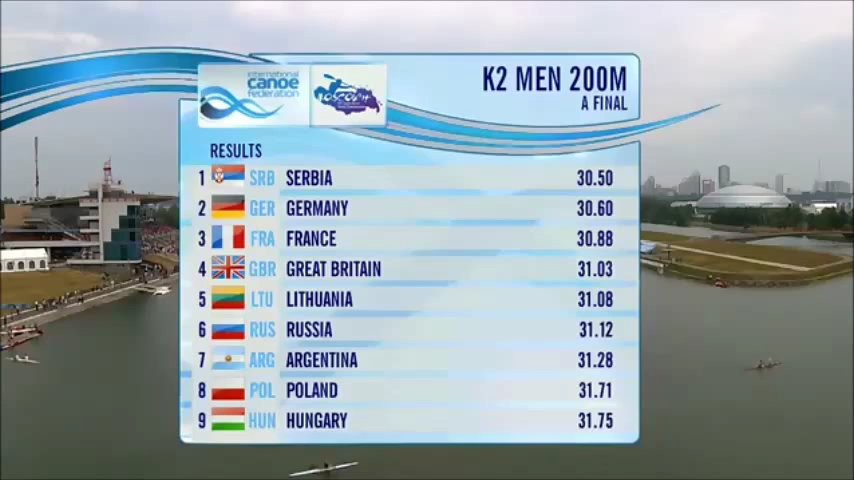 international
canoe
federation
K2 MEN 200M
A FINAL
RESULTS
1 SRB SERBIA 30.50
2 GER GERMANY 30.60
3 FRA FRANCE 30.88
4 GBR GREAT BRITAIN 31.03
5 LTU LITHUANIA 31.08
6 RUS RUSSIA 31.12
7 ARG ARGENTINA 31.28
8 POL POLAND 31.71
9 HUN HUNGARY 31.75